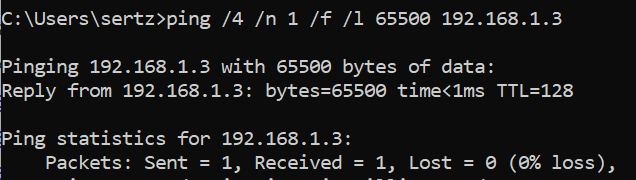 C:\Users\sertz>ping /4 /n 1 /f /l 65500 192.168.1.3
Pinging 192.168.1.3 with 65500 bytes of data:
Reply from 192.168.1.3: bytes=65500 time<1ms TTL=128
Ping statistics for 192.168.1.3:
Packets: Sent = 1, Received = 1, Lost = 0 (0% loss),